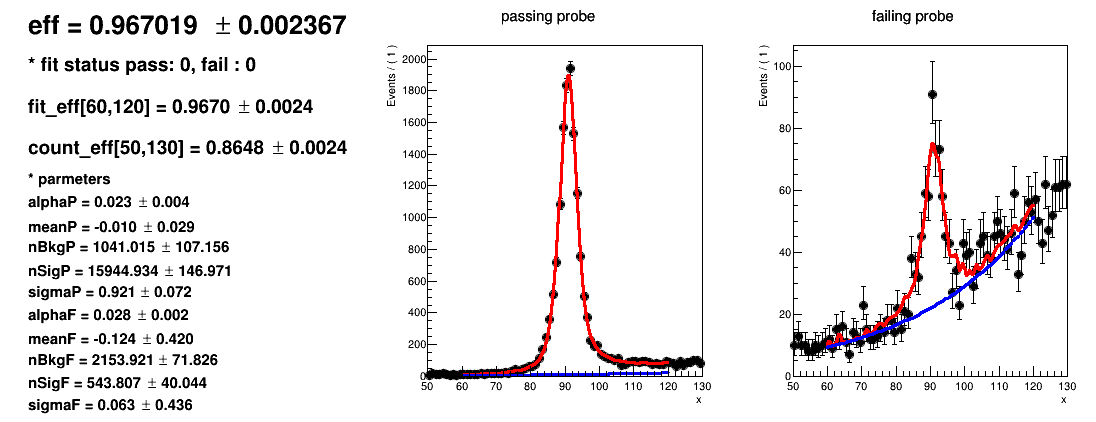 eff = 0.967019 ± 0.002367
* fit status pass: 0, fail : 0
fit_eff[60,120] = 0.9670 ± 0.0024
count_eff[50,130] = 0.8648 ± 0.0024
* parmeters
alphaP = 0.023 ± 0.004
meanP = -0.010 ± 0.029
nBkgP = 1041.015 ± 107.156
nSigP = 15944.934 ± 146.971
sigmaP = 0.921 ± 0.072
alphaF = 0.028 ± 0.002
meanF = -0.124 ± 0.420
nBkgF = 2153.921 ± 71.826
nSigF = 543.807 ± 40.044
sigmaF = 0.063 ± 0.436
passing probe
Events / ( 1 )
2000
1800
1600
1400
1200
1000
800
600
400
200
0
50 60 70 80 90 100 110 120 130
x
failing probe
Events / ( 1 )
100
80
60
40
20
0
50 60 70 80 90 100 110 120 130
x